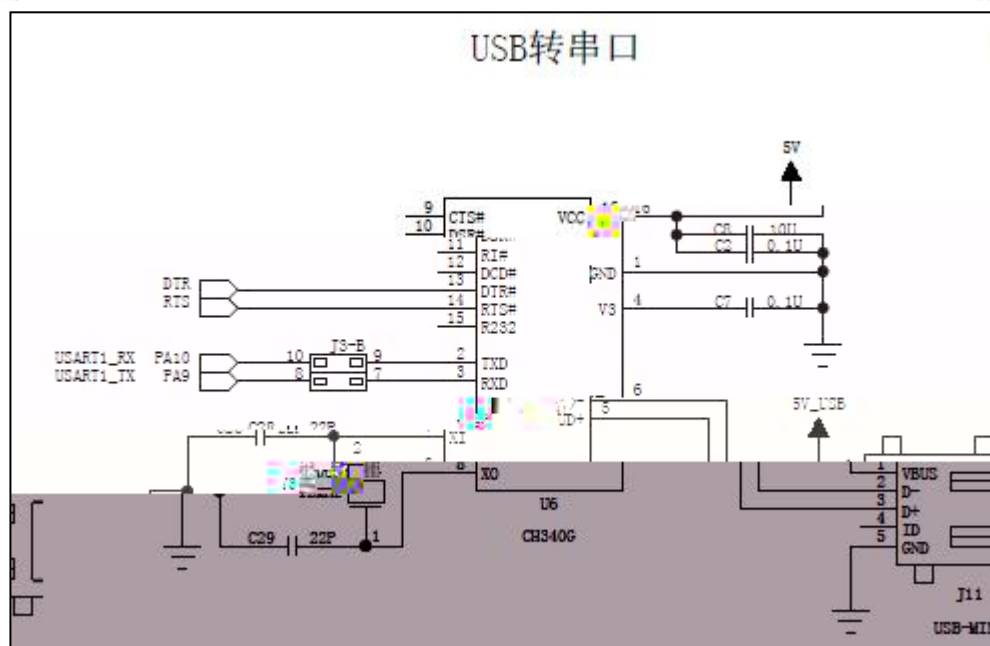 USB转串口
5V
9 CTS# VCC
10
11
RI#
C2 0.1U
12 DCD# GND 1
DTR 13 DTR#
RTS 14 RTS# V3 4 C7 0.1U
15 R232
J3-B
USART1_RX PA10 10 9 2 TXD
USART1_TX PA9 8 7 3 RXD
6
5V_USB
UD+ 5
22P
XI
2
8 XO
1 VBUS
2 D-
3 D+
4 ID
5 GND
U6
C29 22P 1 CH340G
J11